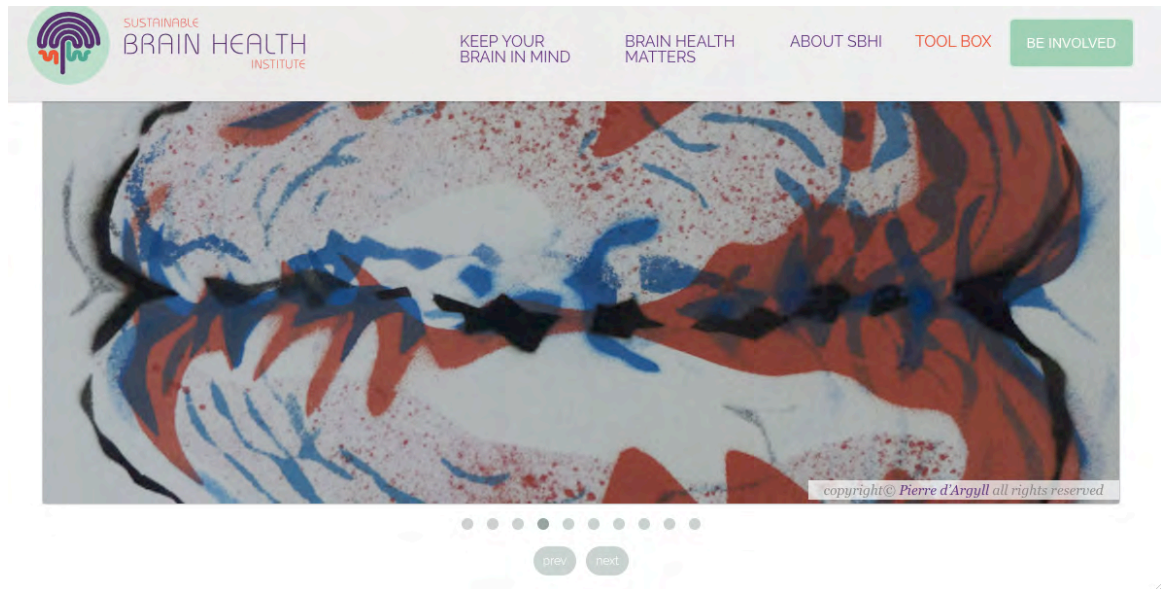 SUSTAINABLE
BRAIN HEALTH
INSTITUTE
KEEP YOUR
BRAIN IN MIND
BRAIN HEALTH
MATTERS
ABOUT SBHI
TOOL BOX
BE INVOLVED
copyright© Pierre d'Argyll all rights reserved
prev
next